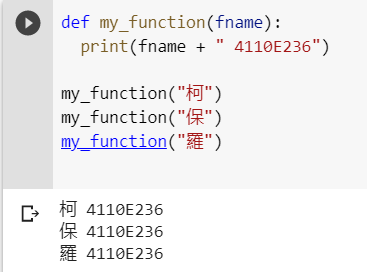 def my_function(fname):
  print(fname + " 4110E236")

my_function("柯")
my_function("保")
my_function("羅")

柯 4110E236
保 4110E236
羅 4110E236